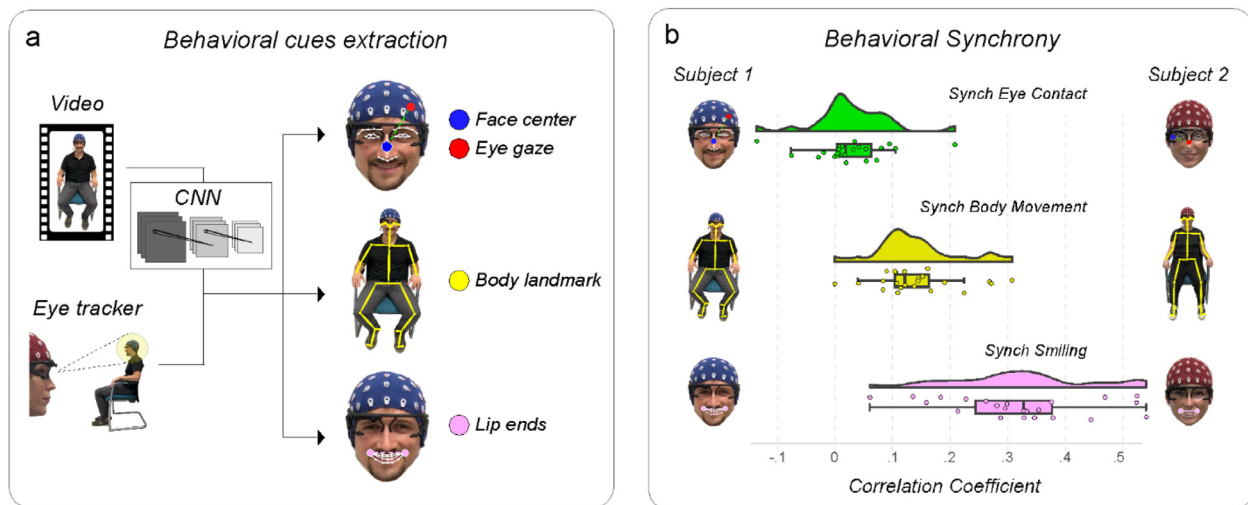 a
Behavioral cues extraction
Video
CNN
Eye tracker
Face center
Eye gaze
Body landmark
Lip ends
b
Behavioral Synchrony
Subject 1
Subject 2
Synch Eye Contact
Synch Body Movement
Synch Smiling
-.1 0 .1 .2 .3 .4 .5
Correlation Coefficient